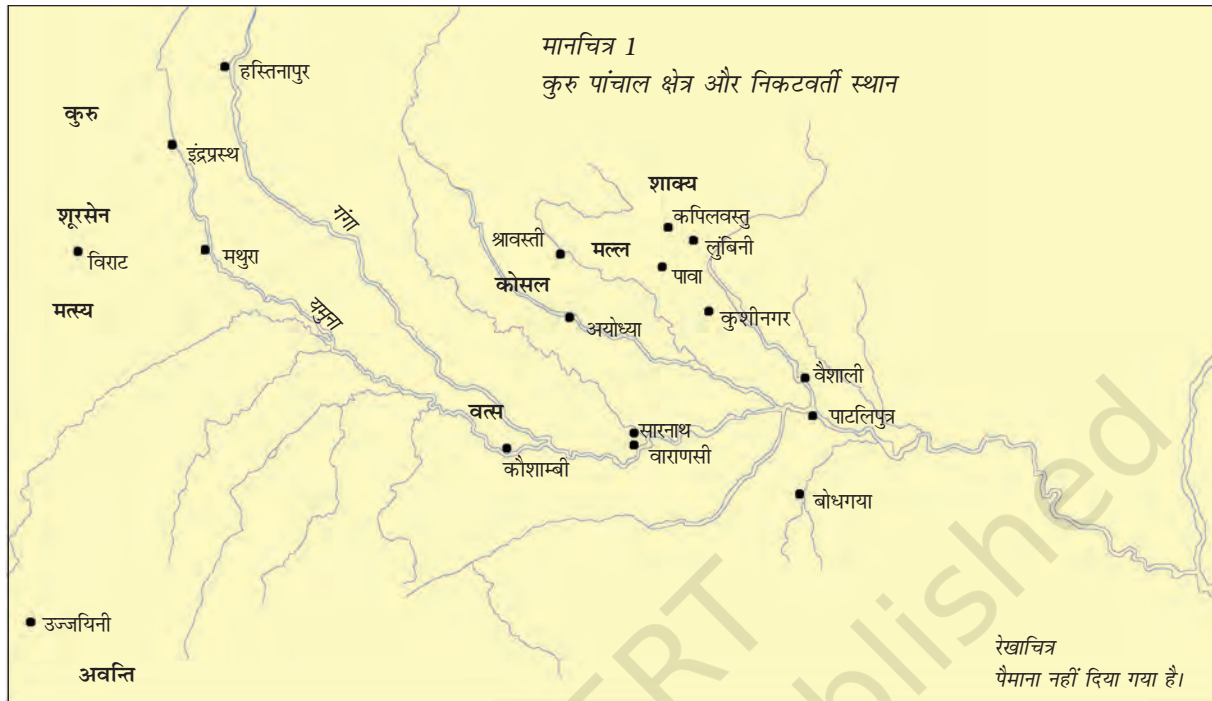 मानचित्र 1
कुरु पांचाल क्षेत्र और निकटवर्ती स्थान
हस्तिनापुर
कुरु
इंद्रप्रस्थ
शाक्य
कपिलवस्तु
शूरसेन
गंगा
लुंबिनी
श्रावस्ती
मल्ल
विराट
मथुरा
पावा
कोसल
मत्स्य
यमुना
अयोध्या
कुशीनगर
वैशाली
वत्स
पाटलिपुत्र
सारनाथ
कौशाम्बी
वाराणसी
बोधगया
उज्जयिनी
अवन्ति
रेखाचित्र
पैमाना नहीं दिया गया है।